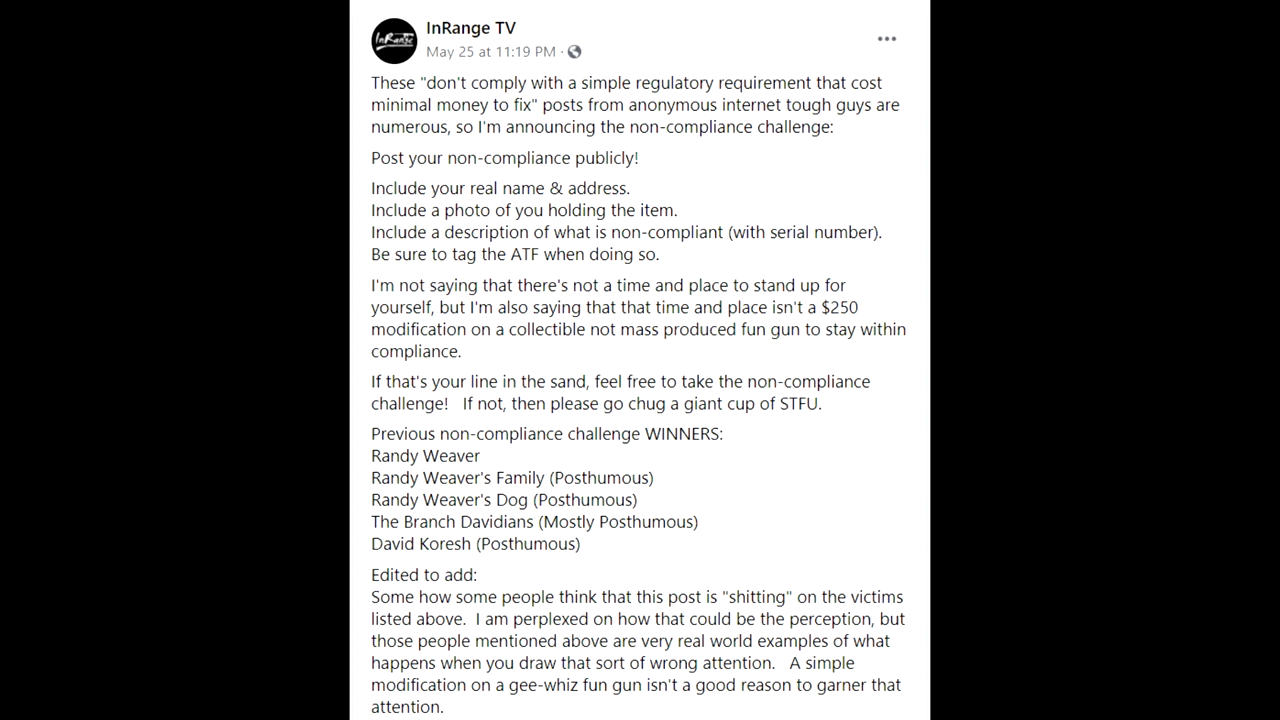 InRange
InRange TV
May 25 at 11:19 PM ·
These "don't comply with a simple regulatory requirement that cost
minimal money to fix" posts from anonymous internet tough guys are
numerous, so I'm announcing the non-compliance challenge:
Post your non-compliance publicly!
Include your real name & address.
Include a photo of you holding the item.
Include a description of what is non-compliant (with serial number).
Be sure to tag the ATF when doing so.
I'm not saying that there's not a time and place to stand up for
yourself, but I'm also saying that that time and place isn't a $250
modification on a collectible not mass produced fun gun to stay within
compliance.
If that's your line in the sand, feel free to take the non-compliance
challenge!  If not, then please go chug a giant cup of STFU.
Previous non-compliance challenge WINNERS:
Randy Weaver
Randy Weaver's Family (Posthumous)
Randy Weaver's Dog (Posthumous)
The Branch Davidians (Mostly Posthumous)
David Koresh (Posthumous)
Edited to add:
Some how some people think that this post is "shitting" on the victims
listed above.  I am perplexed on how that could be the perception, but
those people mentioned above are very real world examples of what
happens when you draw that sort of wrong attention.   A simple
modification on a gee-whiz fun gun isn't a good reason to garner that
attention.